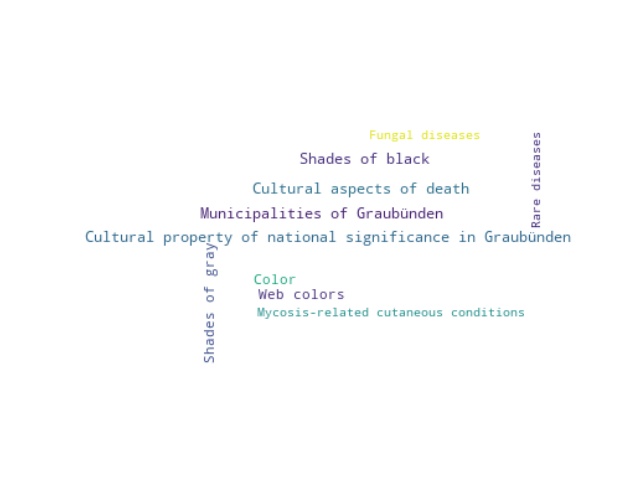 Fungal diseases
Rare diseases
Shades of black
Cultural aspects of death
Municipalities of Graubünden
Cultural property of national significance in Graubünden
Shades of gray
Color
Web colors
Mycosis-related cutaneous conditions